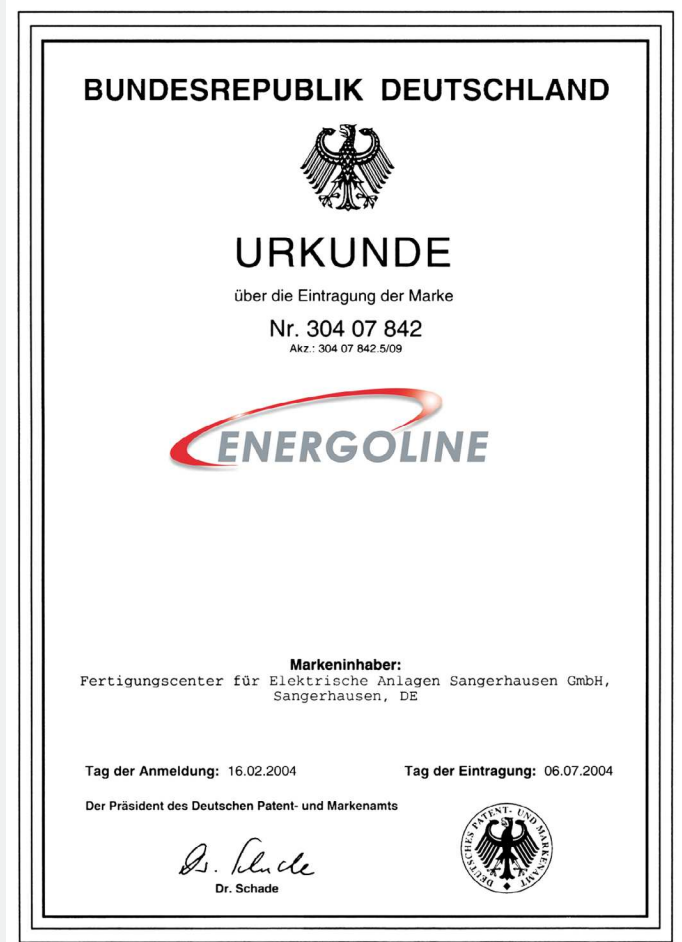 BUNDESREPUBLIK DEUTSCHLAND
URKUNDE
über die Eintragung der Marke
Nr. 304 07 842
Akz.: 304 07 842.5/09
ENERGOLINE
Markeninhaber:
Fertigungscenter für Elektrische Anlagen Sangerhausen GmbH,
Sangerhausen, DE
Tag der Anmeldung: 16.02.2004
Tag der Eintragung: 06.07.2004
Der Präsident des Deutschen Patent- und Markenamts
Dr. Schade
Dr. Schade
DEUTSCHES PATENT- UND MARKENAMT